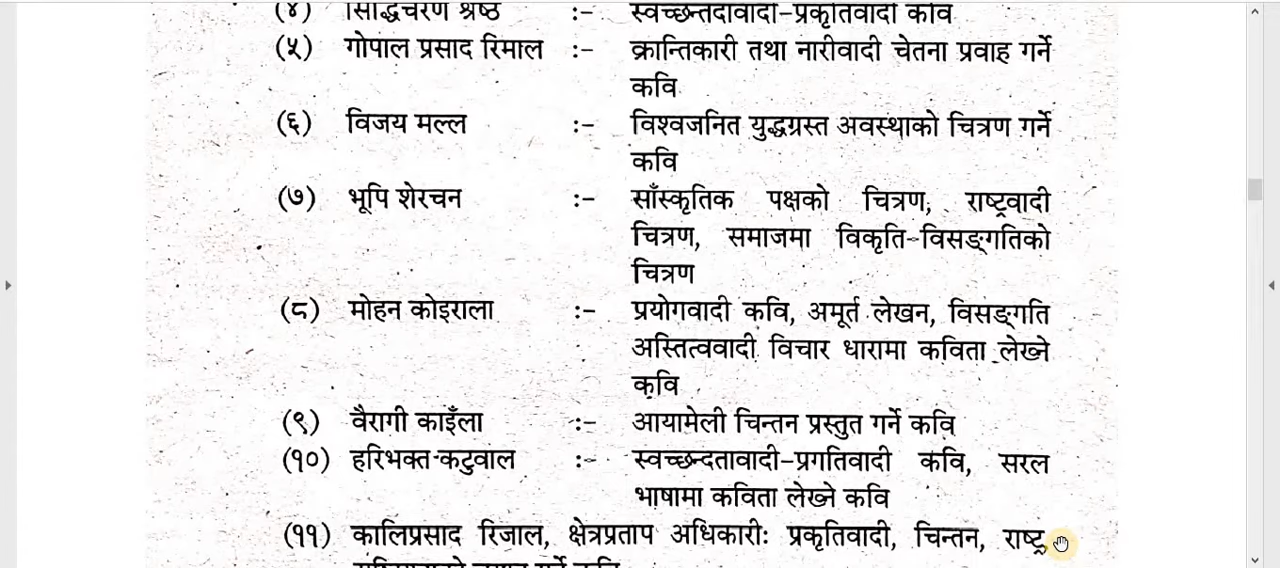 (४) सिद्धिचरण श्रेष्ठ :- स्वच्छन्तदावादी-प्रकृतिवादी कवि
(५) गोपाल प्रसाद रिमाल :- क्रान्तिकारी तथा नारीवादी चेतना प्रवाह गर्ने
कवि
(६) विजय मल्ल :- विश्वजनित युद्धग्रस्त अवस्थाको चित्रण गर्ने
कवि
(७) भूपि शेरचन :- साँस्कृतिक पक्षको चित्रण, राष्ट्रवादी
चित्रण, समाजमा विकृति-विसङ्गतिको
चित्रण
(८) मोहन कोइराला :- प्रयोगवादी कवि, अमूर्त लेखन, विसङ्गति
अस्तित्ववादी विचार धारामा कविता लेख्ने
कवि
(९) वैरागी काइँला :- आयामेली चिन्तन प्रस्तुत गर्ने कवि
(१०) हरिभक्त-कटुवाल :- स्वच्छन्दतावादी-प्रगतिवादी कवि, सरल
भाषामा कविता लेख्ने कवि
(११) कालिप्रसाद रिजाल, क्षेत्रप्रताप अधिकारीः प्रकृतिवादी, चिन्तन, राष्ट्र